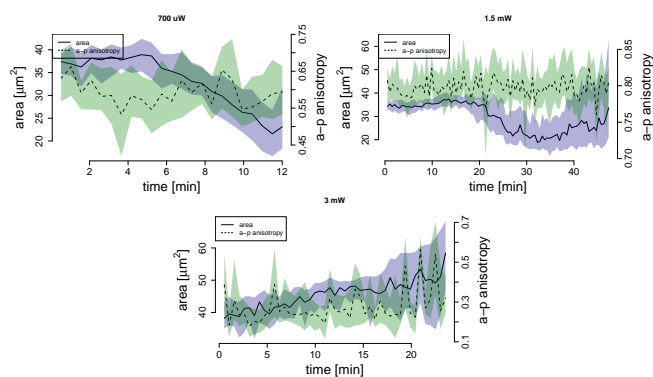 700 uW
area
a−p anisotropy
area [μm²]
20 25 30 35 40
0.45 0.55 0.65 0.75
a−p anisotropy
2 4 6 8 10 12
time [min]
1.5 mW
area
a−p anisotropy
area [μm²]
20 30 40 50 60
0.70 0.75 0.80 0.85
a−p anisotropy
0 10 20 30 40
time [min]
3 mW
area
a−p anisotropy
area [μm²]
40 50 60
0.1 0.3 0.5 0.7
a−p anisotropy
0 5 10 15 20
time [min]